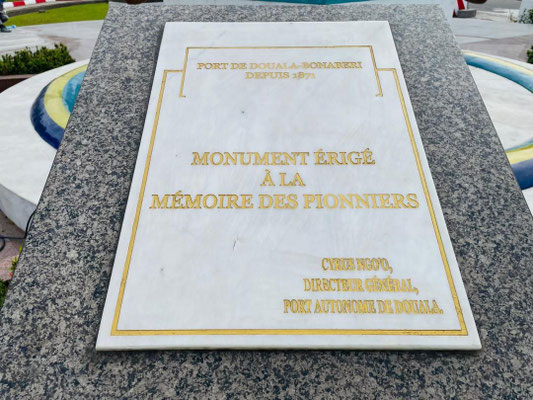 PORT DE DOUALA-BONABERI
DEPUIS 1871
MONUMENT ÉRIGÉ
À LA
MÉMOIRE DES PIONNIERS
CYRUS NGO'O,
DIRECTEUR GÉNÉRAL,
PORT AUTONOME DE DOUALA.